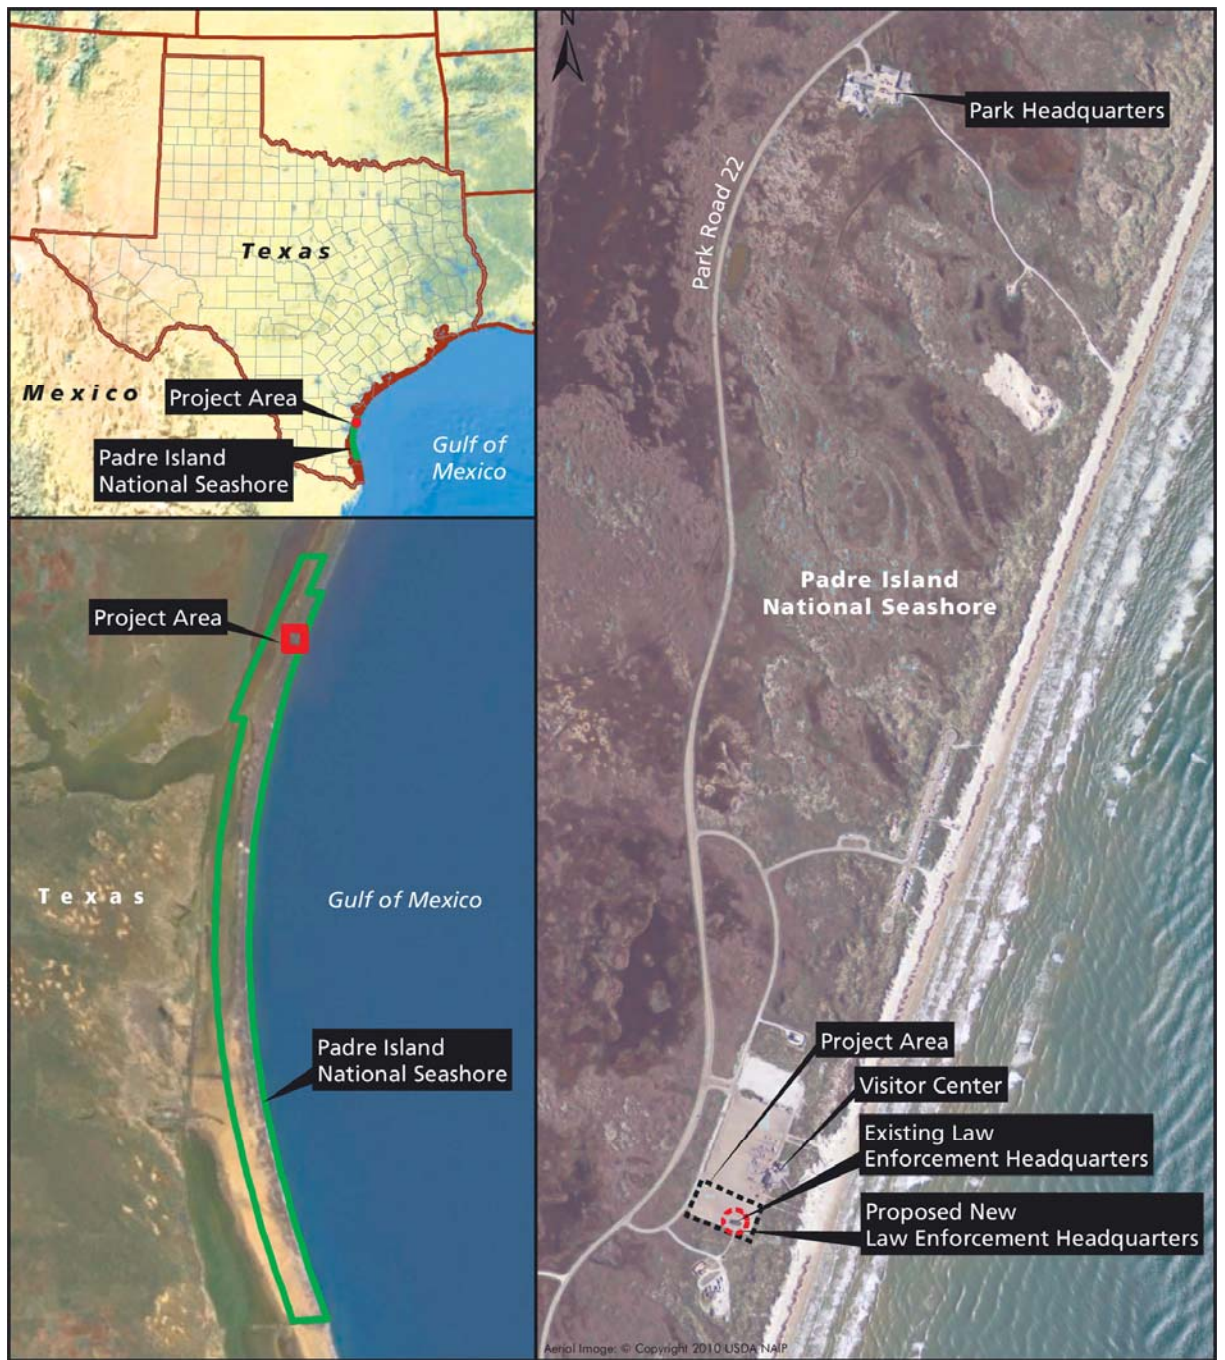 Texas
Mexico
Project Area
Padre Island
National Seashore
Gulf of
Mexico
Project Area
Texas
Gulf of Mexico
Padre Island
National Seashore
N
Park Headquarters
Park Road 22
Padre Island
National Seashore
Project Area
Visitor Center
Existing Law
Enforcement Headquarters
Proposed New
Law Enforcement Headquarters
Aerial Image: © Copyright 2010 USDA NAIP